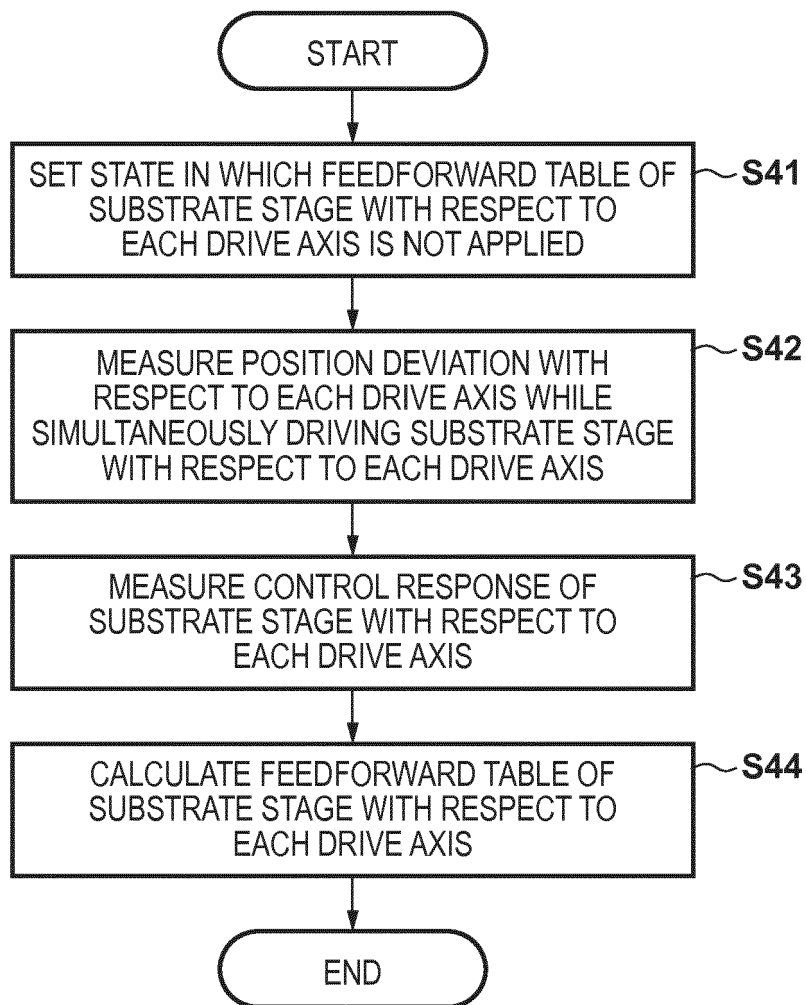 START
SET STATE IN WHICH FEEDFORWARD TABLE OF
SUBSTRATE STAGE WITH RESPECT TO
EACH DRIVE AXIS IS NOT APPLIED
S41
MEASURE POSITION DEVIATION WITH
RESPECT TO EACH DRIVE AXIS WHILE
SIMULTANEOUSLY DRIVING SUBSTRATE STAGE
WITH RESPECT TO EACH DRIVE AXIS
S42
MEASURE CONTROL RESPONSE OF
SUBSTRATE STAGE WITH RESPECT TO
EACH DRIVE AXIS
S43
CALCULATE FEEDFORWARD TABLE OF
SUBSTRATE STAGE WITH RESPECT TO
EACH DRIVE AXIS
S44
END